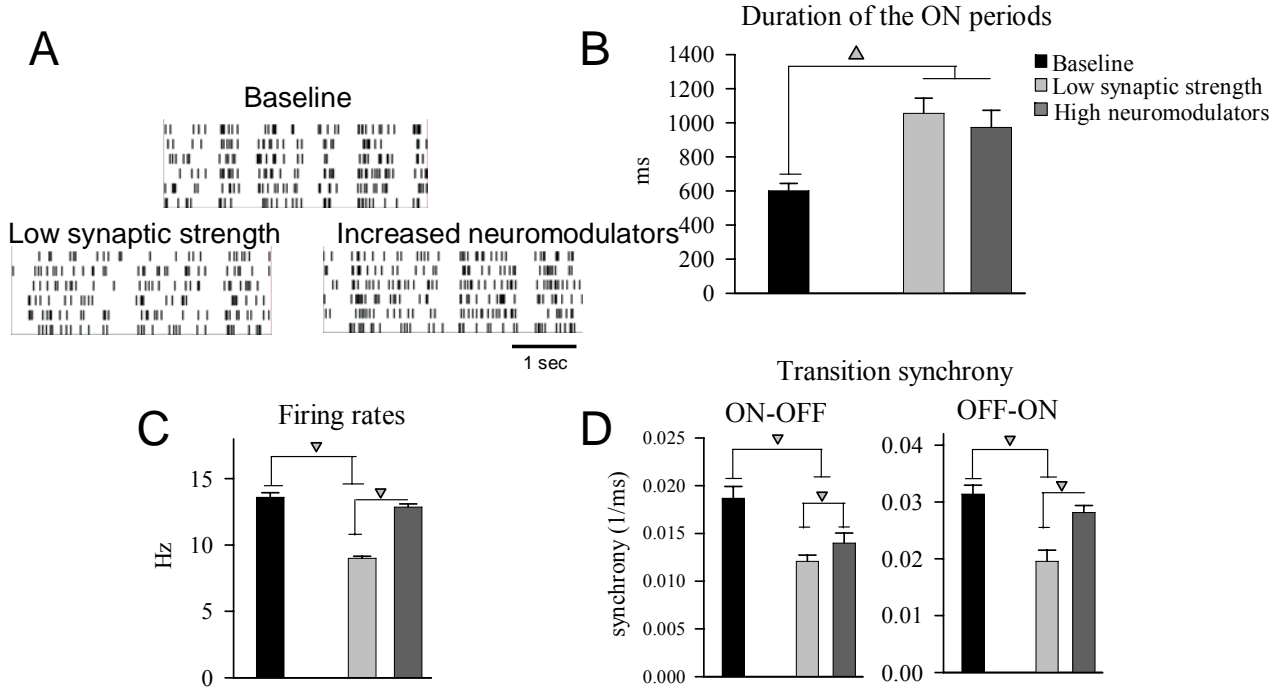 A
Baseline
Low synaptic strength
Increased neuromodulators
1 sec
B
Duration of the ON periods
ms
1400
1200
1000
800
600
400
200
0
Baseline
Low synaptic strength
High neuromodulators
C
Firing rates
Hz
15
10
5
0
D
Transition synchrony
ON-OFF
synchrony (1/ms)
0.025
0.020
0.015
0.010
0.005
0.000
OFF-ON
0.04
0.03
0.02
0.01
0.00